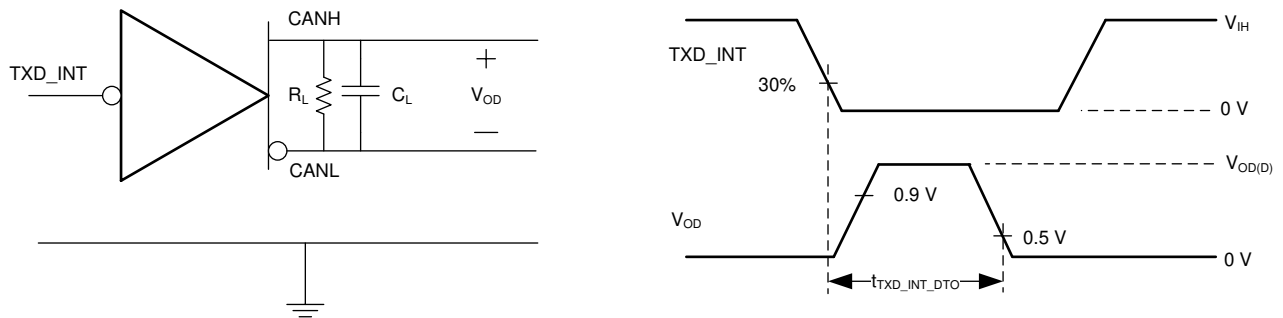 CANH
TXD_INT
R_L
C_L
+
V_OD
—
CANL
TXD_INT
V_IH
30%
0 V
V_OD(D)
0.9 V
V_OD
0.5 V
0 V
t_TXD_INT_DTO